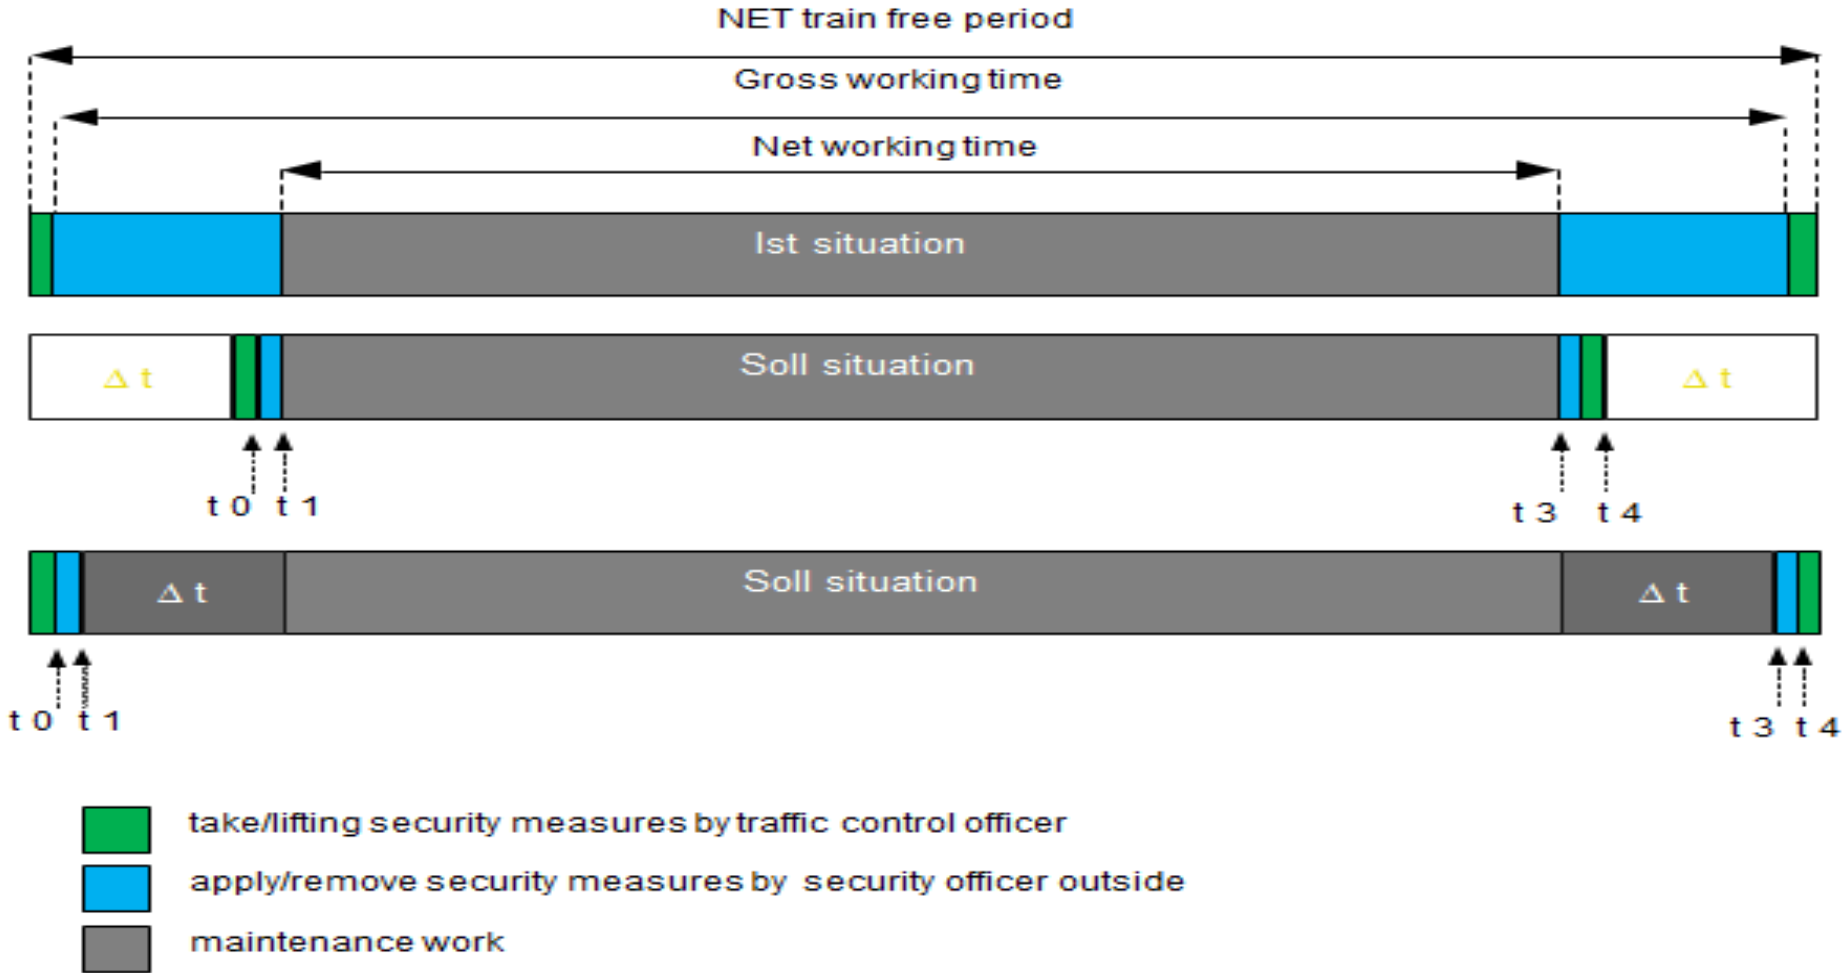 NET train free period
Gross working time
Net working time
Ist situation
Δ t Soll situation Δ t
t 0 t 1 t 3 t 4
Δ t Soll situation Δ t
t 0 t 1 t 3 t 4
take/lifting security measures by traffic control officer
apply/remove security measures by security officer outside
maintenance work